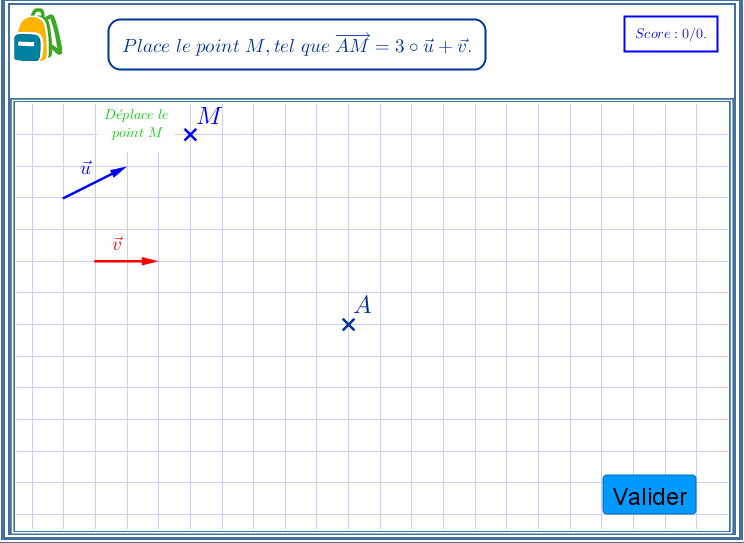 Place le point M, tel que $\overrightarrow{AM} = 3 \circ \vec{u} + \vec{v}$.
Score : 0/0.
Déplace le
point M
M
$\vec{u}$
$\vec{v}$
A
Valider